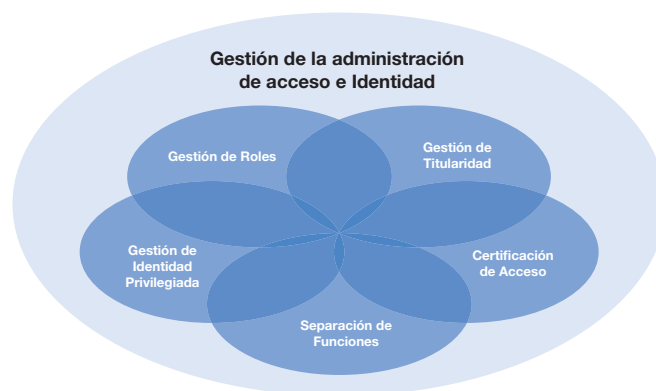 Gestión de la administración
de acceso e Identidad
Gestión de Roles
Gestión de
Titularidad
Gestión de
Identidad
Privilegiada
Certificación
de Acceso
Separación de
Funciones